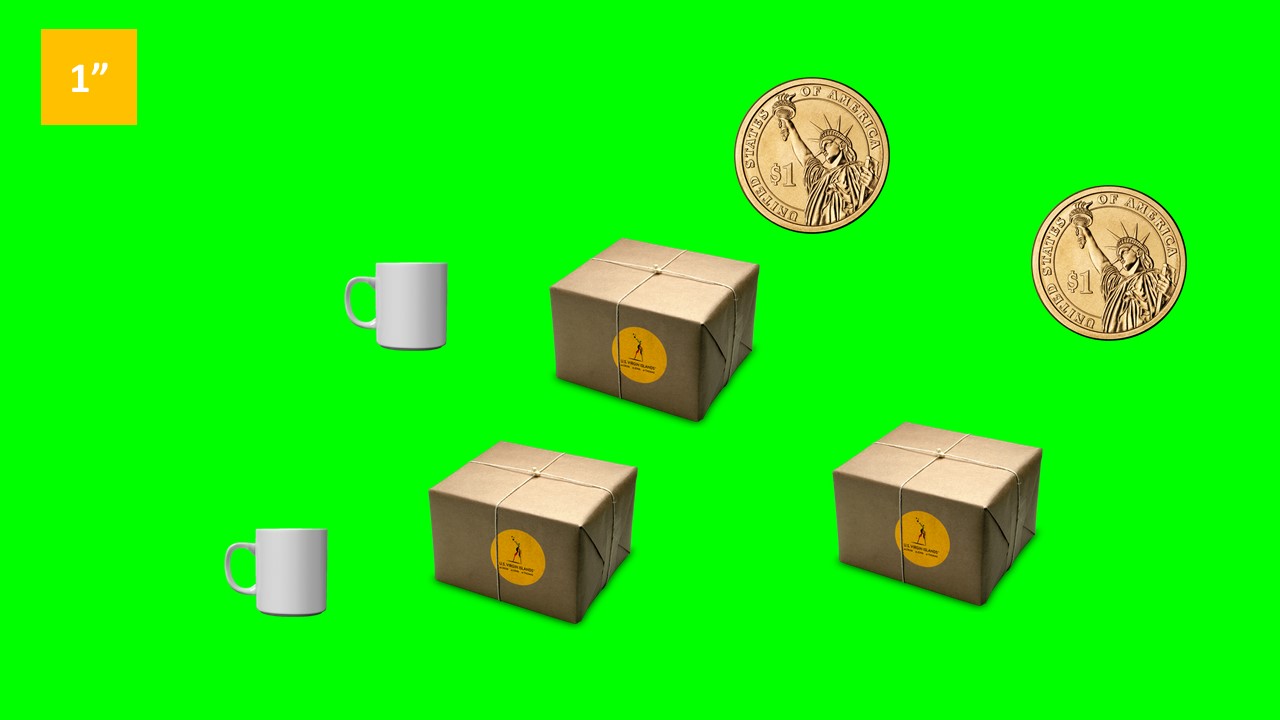 1”
UNITED STATES OF AMERICA
$1
UNITED STATES OF AMERICA
$1
U.S. VIRGIN ISLANDS
U.S. VIRGIN ISLANDS
U.S. VIRGIN ISLANDS